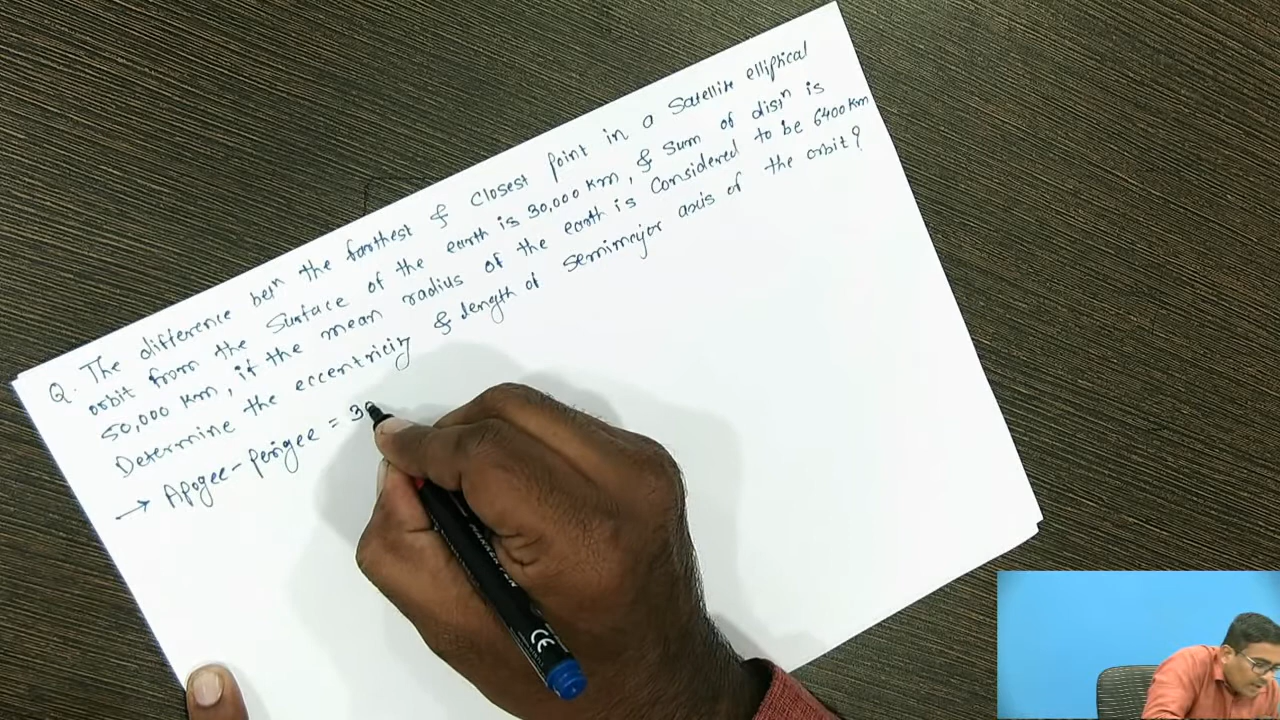 Q. The difference betⁿ the farthest & closest point in a satellite elliptical
orbit from the surface of the earth is 30,000 km, & sum of distⁿ is
50,000 km, if the mean radius of the earth is considered to be 6400 km
Determine the eccentricity & length of semimajor axis of the orbit?
→ Apogee - perigee = 30